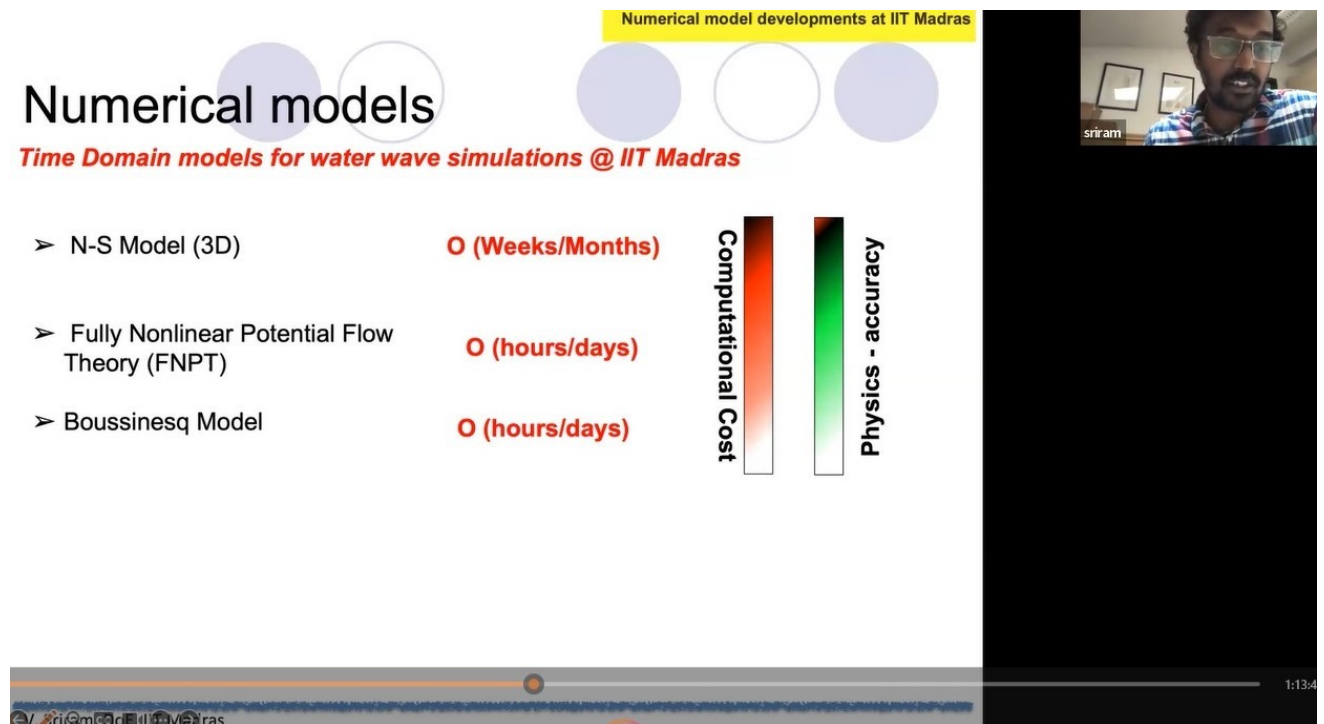 Numerical model developments at IIT Madras
Numerical models
sriram
Time Domain models for water wave simulations @ IIT Madras
➢ N-S Model (3D) O (Weeks/Months)
➢ Fully Nonlinear Potential Flow
Theory (FNPT) O (hours/days)
➢ Boussinesq Model O (hours/days)
Computational Cost
Physics - accuracy
1:13:4